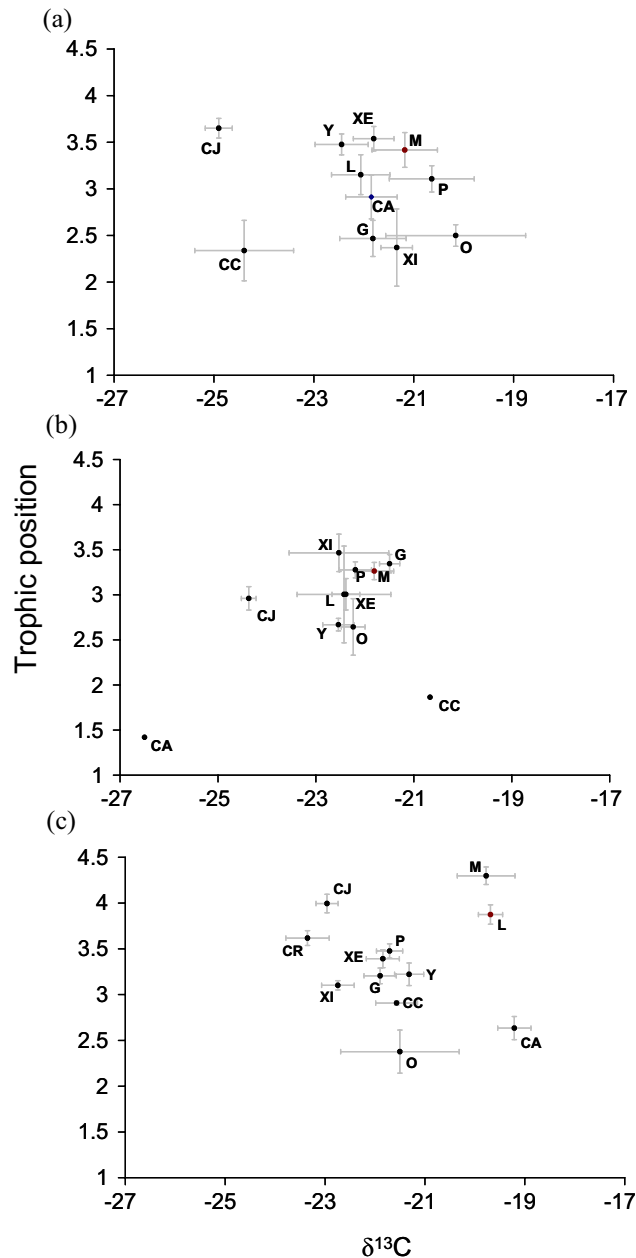 (a)
4.5
4
3.5
3
2.5
2
1.5
1
-27 -25 -23 -21 -19 -17
CJ
Y
XE
M
L
P
CA
G
XI
O
CC
(b)
Trophic position
4.5
4
3.5
3
2.5
2
1.5
1
-27 -25 -23 -21 -19 -17
XI
G
P
M
CJ
L
XE
Y
O
CC
CA
(c)
4.5
4
3.5
3
2.5
2
1.5
1
-27 -25 -23 -21 -19 -17
M
CJ
L
CR
P
XE
Y
G
XI
CC
CA
O
δ¹³C